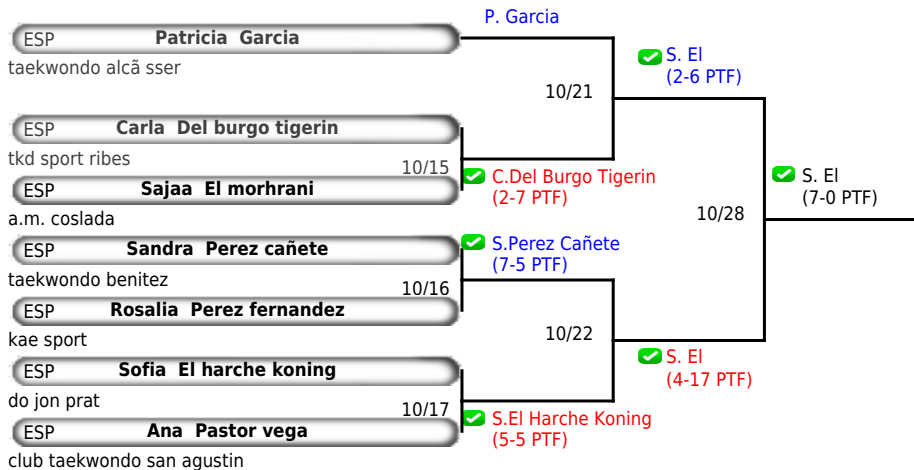 P. Garcia
ESP Patricia Garcia
taekwondo alcã sser
S. El
(2-6 PTF)
10/21
ESP Carla Del burgo tigerin
tkd sport ribes
10/15
C.Del Burgo Tigerin
(2-7 PTF)
ESP Sajaa El morhrani
a.m. coslada
S. El
(7-0 PTF)
10/28
ESP Sandra Perez cañete
S.Perez Cañete
(7-5 PTF)
taekwondo benitez
10/16
ESP Rosalia Perez fernandez
kae sport
10/22
ESP Sofia El harche koning
S. El
(4-17 PTF)
do jon prat
10/17
S.El Harche Koning
(5-5 PTF)
ESP Ana Pastor vega
club taekwondo san agustin